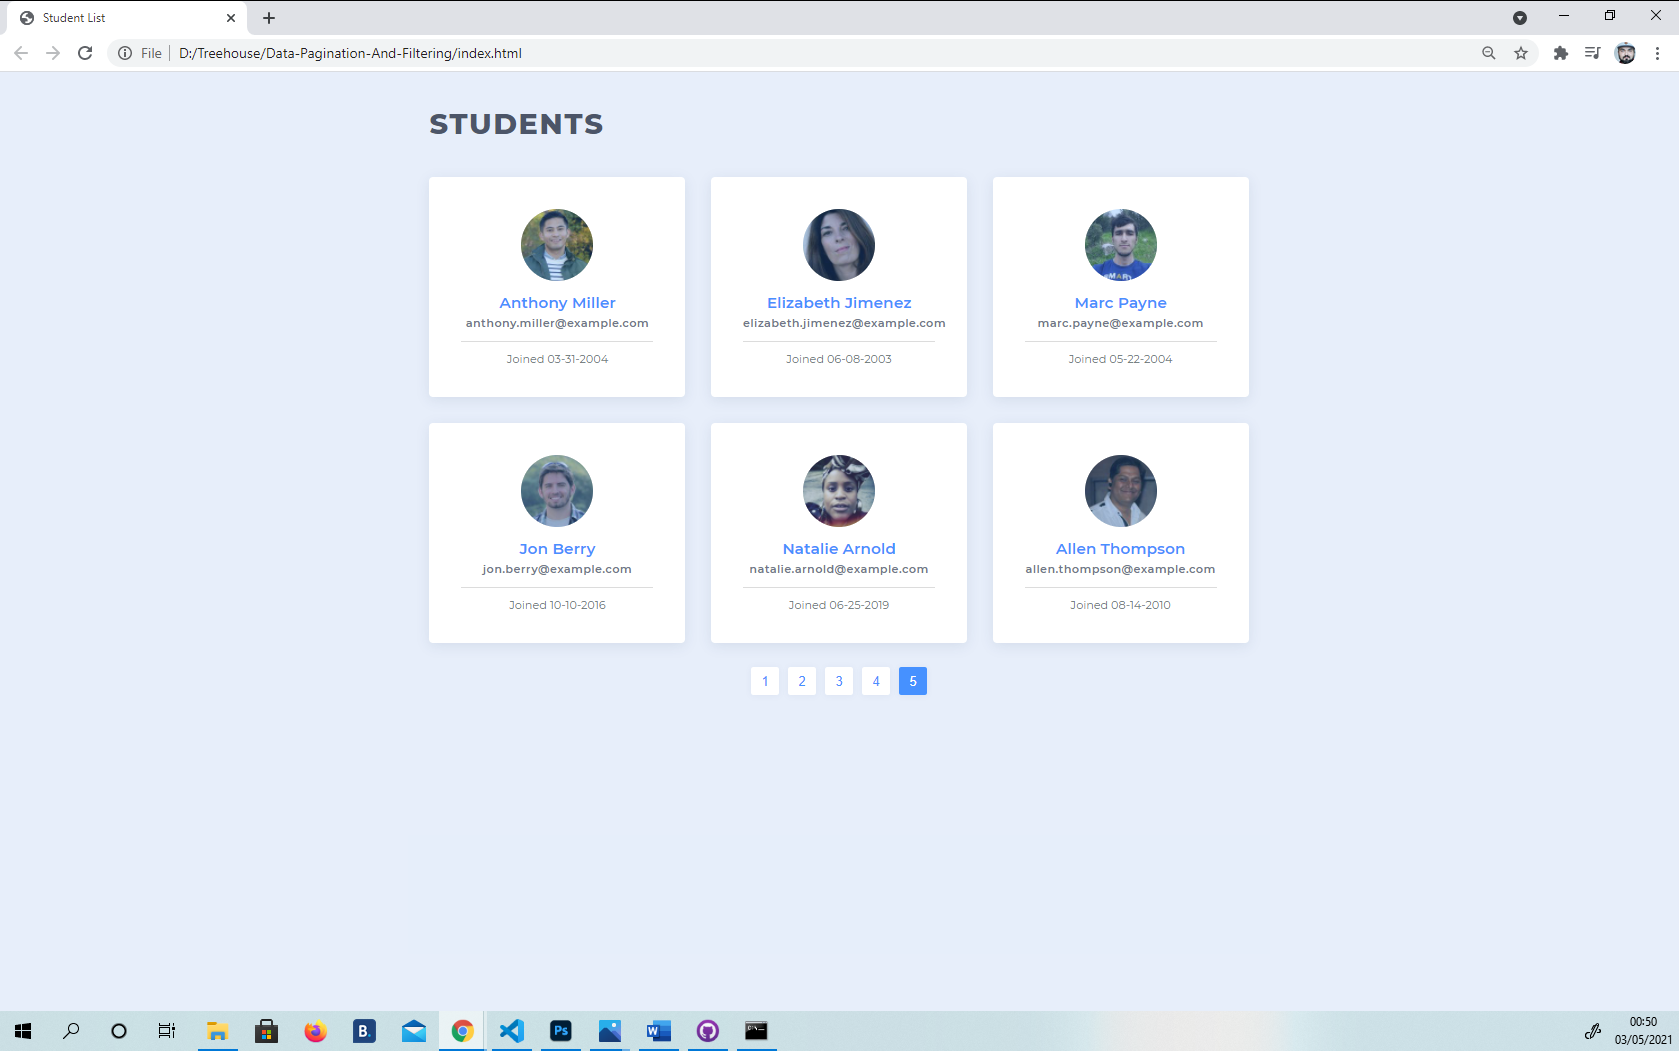 Student List
File D:/Treehouse/Data-Pagination-And-Filtering/index.html
STUDENTS
Anthony Miller
anthony.miller@example.com
Joined 03-31-2004
Elizabeth Jimenez
elizabeth.jimenez@example.com
Joined 06-08-2003
Marc Payne
marc.payne@example.com
Joined 05-22-2004
Jon Berry
jon.berry@example.com
Joined 10-10-2016
Natalie Arnold
natalie.arnold@example.com
Joined 06-25-2019
Allen Thompson
allen.thompson@example.com
Joined 08-14-2010
1 2 3 4 5
B.
Ps
W
00:50
03/05/2021